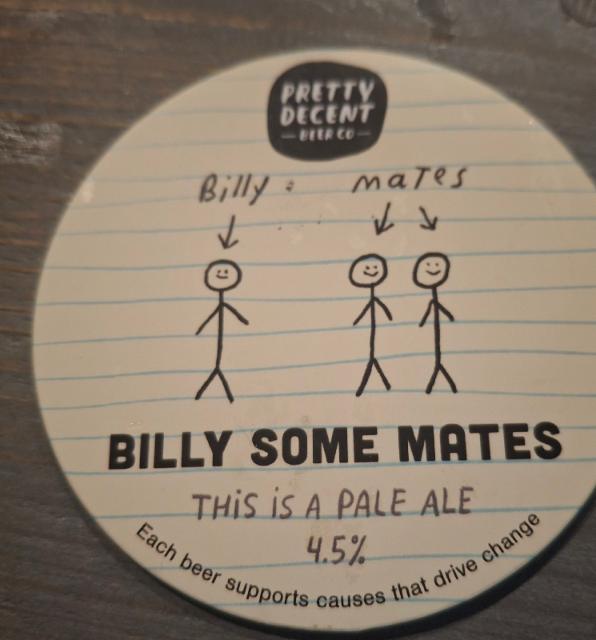 PRETTY
DECENT
BEER CO
Billy : mates
BILLY SOME MATES
THIS IS A PALE ALE
4.5%
Each beer supports causes that drive change